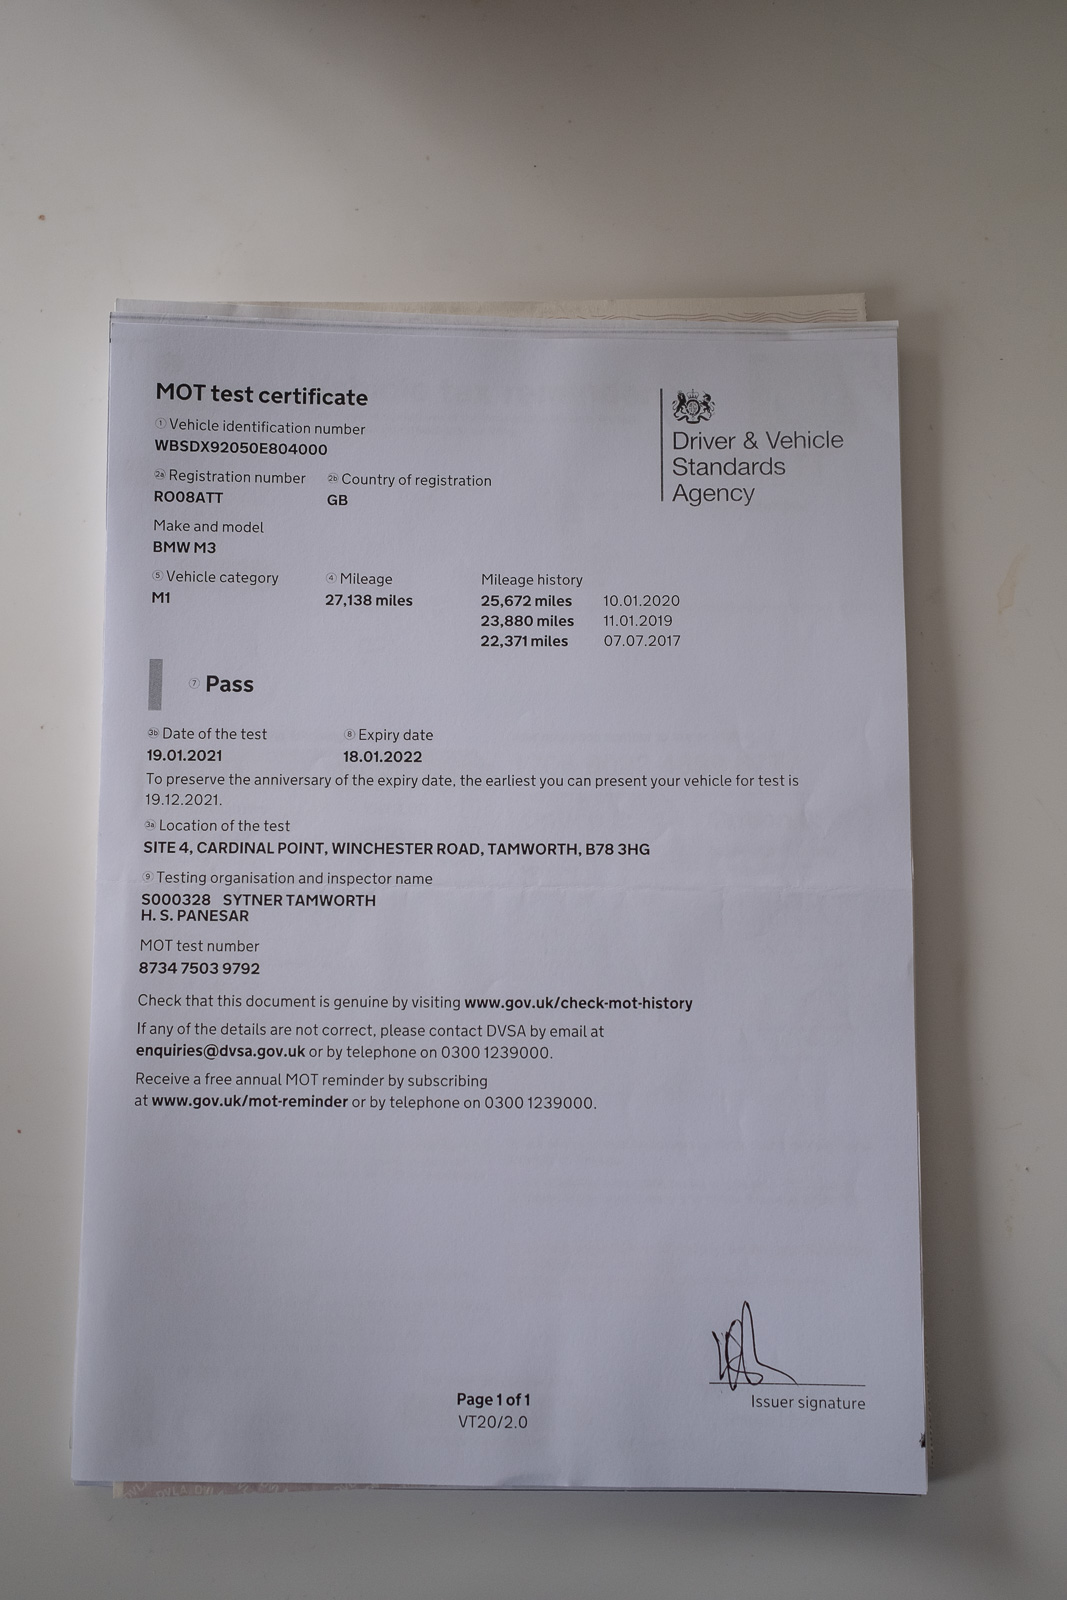 MOT test certificate
1 Vehicle identification number
WBSDX92050E804000
Driver & Vehicle
Standards
Agency
2a Registration number 2b Country of registration
RO08ATT GB
Make and model
BMW M3
5 Vehicle category 4 Mileage Mileage history
M1 27,138 miles 25,672 miles 10.01.2020
23,880 miles 11.01.2019
22,371 miles 07.07.2017
7 Pass
3b Date of the test 8 Expiry date
19.01.2021 18.01.2022
To preserve the anniversary of the expiry date, the earliest you can present your vehicle for test is
19.12.2021.
3a Location of the test
SITE 4, CARDINAL POINT, WINCHESTER ROAD, TAMWORTH, B78 3HG
9 Testing organisation and inspector name
S000328 SYTNER TAMWORTH
H. S. PANESAR
MOT test number
8734 7503 9792
Check that this document is genuine by visiting www.gov.uk/check-mot-history
If any of the details are not correct, please contact DVSA by email at
enquiries@dvsa.gov.uk or by telephone on 0300 1239000.
Receive a free annual MOT reminder by subscribing
at www.gov.uk/mot-reminder or by telephone on 0300 1239000.
Issuer signature
Page 1 of 1
VT20/2.0